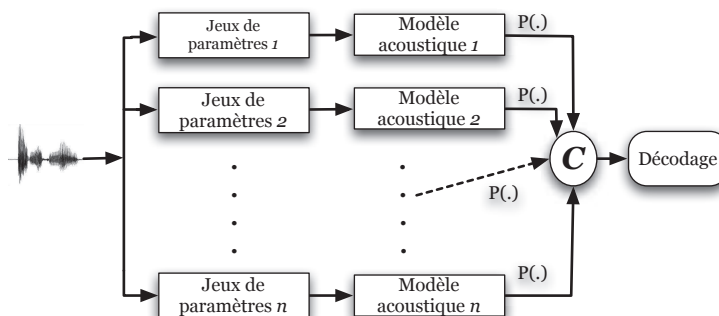 Jeux de
paramètres 1
Modèle
acoustique 1
P(.)
Jeux de
paramètres 2
Modèle
acoustique 2
P(.)
C
Décodage
P(.)
Jeux de
paramètres n
Modèle
acoustique n
P(.)